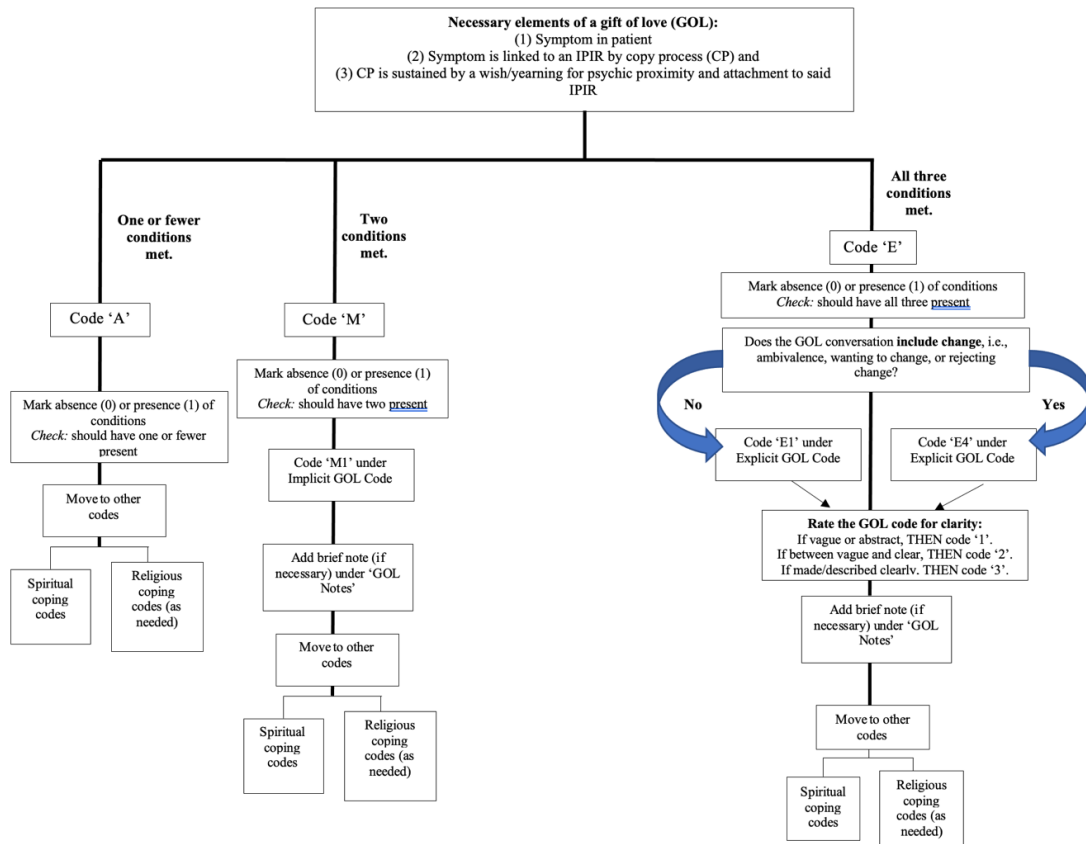 Necessary elements of a gift of love (GOL):
(1) Symptom in patient
(2) Symptom is linked to an IPIR by copy process (CP) and
(3) CP is sustained by a wish/yearning for psychic proximity and attachment to said
IPIR
One or fewer
conditions
met.
Two
conditions
met.
All three
conditions
met.
Code ‘A’
Mark absence (0) or presence (1) of
conditions
Check: should have one or fewer
present
Move to other
codes
Spiritual
coping
codes
Religious
coping
codes (as
needed)
Code ‘M’
Mark absence (0) or presence (1)
of conditions
Check: should have two present
Code ‘M1’ under
Implicit GOL Code
Add brief note (if
necessary) under ‘GOL
Notes’
Move to other
codes
Spiritual
coping
codes
Religious
coping
codes (as
needed)
Code ‘E’
Mark absence (0) or presence (1) of conditions
Check: should have all three present
Does the GOL conversation include change, i.e.,
ambivalence, wanting to change, or rejecting
change?
No
Yes
Code ‘E1’ under
Explicit GOL Code
Code ‘E4’ under
Explicit GOL Code
Rate the GOL code for clarity:
If vague or abstract, THEN code ‘1’.
If between vague and clear, THEN code ‘2’.
If made/described clearly. THEN code ‘3’.
Add brief note (if
necessary) under ‘GOL
Notes’
Move to other
codes
Spiritual
coping
codes
Religious
coping
codes (as
needed)